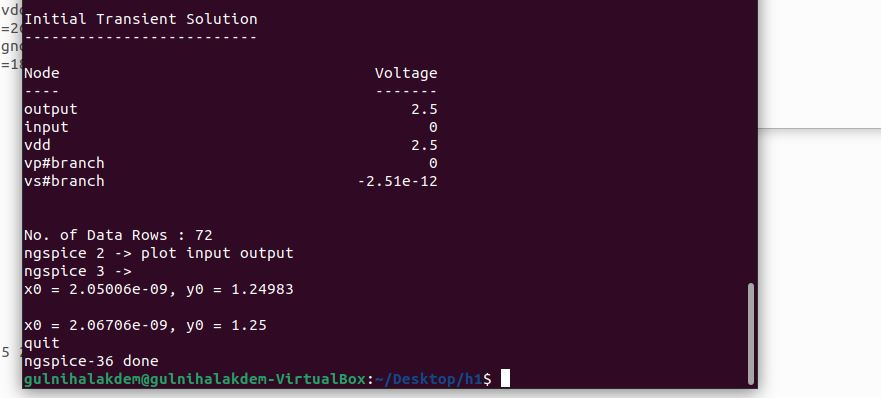 vdd
=2
gnd
=18
Initial Transient Solution
--------------------------
Node Voltage
---- -------
output 2.5
input 0
vdd 2.5
vp#branch 0
vs#branch -2.51e-12
No. of Data Rows : 72
ngspice 2 -> plot input output
ngspice 3 ->
x0 = 2.05006e-09, y0 = 1.24983
x0 = 2.06706e-09, y0 = 1.25
quit
5
ngspice-36 done
gulnihalakdem@gulnihalakdem-VirtualBox:~/Desktop/h1$